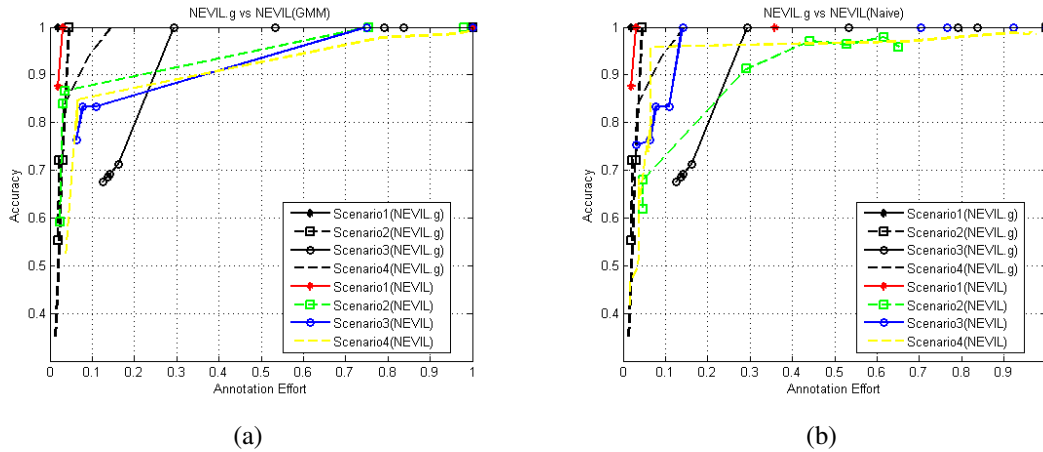 NEVIL.g vs NEVIL(GMM)
1
0.9
0.8
0.7
0.6
0.5
0.4
Accuracy
0 0.1 0.2 0.3 0.4 0.5 0.6 0.7 0.8 0.9 1
Annotation Effort
Scenario1(NEVIL.g)
Scenario2(NEVIL.g)
Scenario3(NEVIL.g)
Scenario4(NEVIL.g)
Scenario1(NEVIL)
Scenario2(NEVIL)
Scenario3(NEVIL)
Scenario4(NEVIL)
(a)
NEVIL.g vs NEVIL(Naive)
1
0.9
0.8
0.7
0.6
0.5
0.4
Accuracy
0 0.1 0.2 0.3 0.4 0.5 0.6 0.7 0.8 0.9 1
Annotation Effort
Scenario1(NEVIL.g)
Scenario2(NEVIL.g)
Scenario3(NEVIL.g)
Scenario4(NEVIL.g)
Scenario1(NEVIL)
Scenario2(NEVIL)
Scenario3(NEVIL)
Scenario4(NEVIL)
(b)